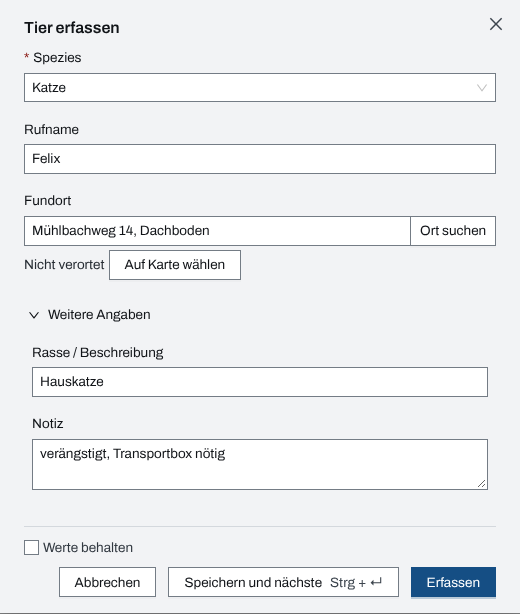 Tier erfassen
* Spezies
Katze
Rufname
Felix
Fundort
Mühlbachweg 14, Dachboden
Ort suchen
Nicht verortet
Auf Karte wählen
Weitere Angaben
Rasse / Beschreibung
Hauskatze
Notiz
verängstigt, Transportbox nötig
Werte behalten
Abbrechen
Speichern und nächste Strg + ↵
Erfassen